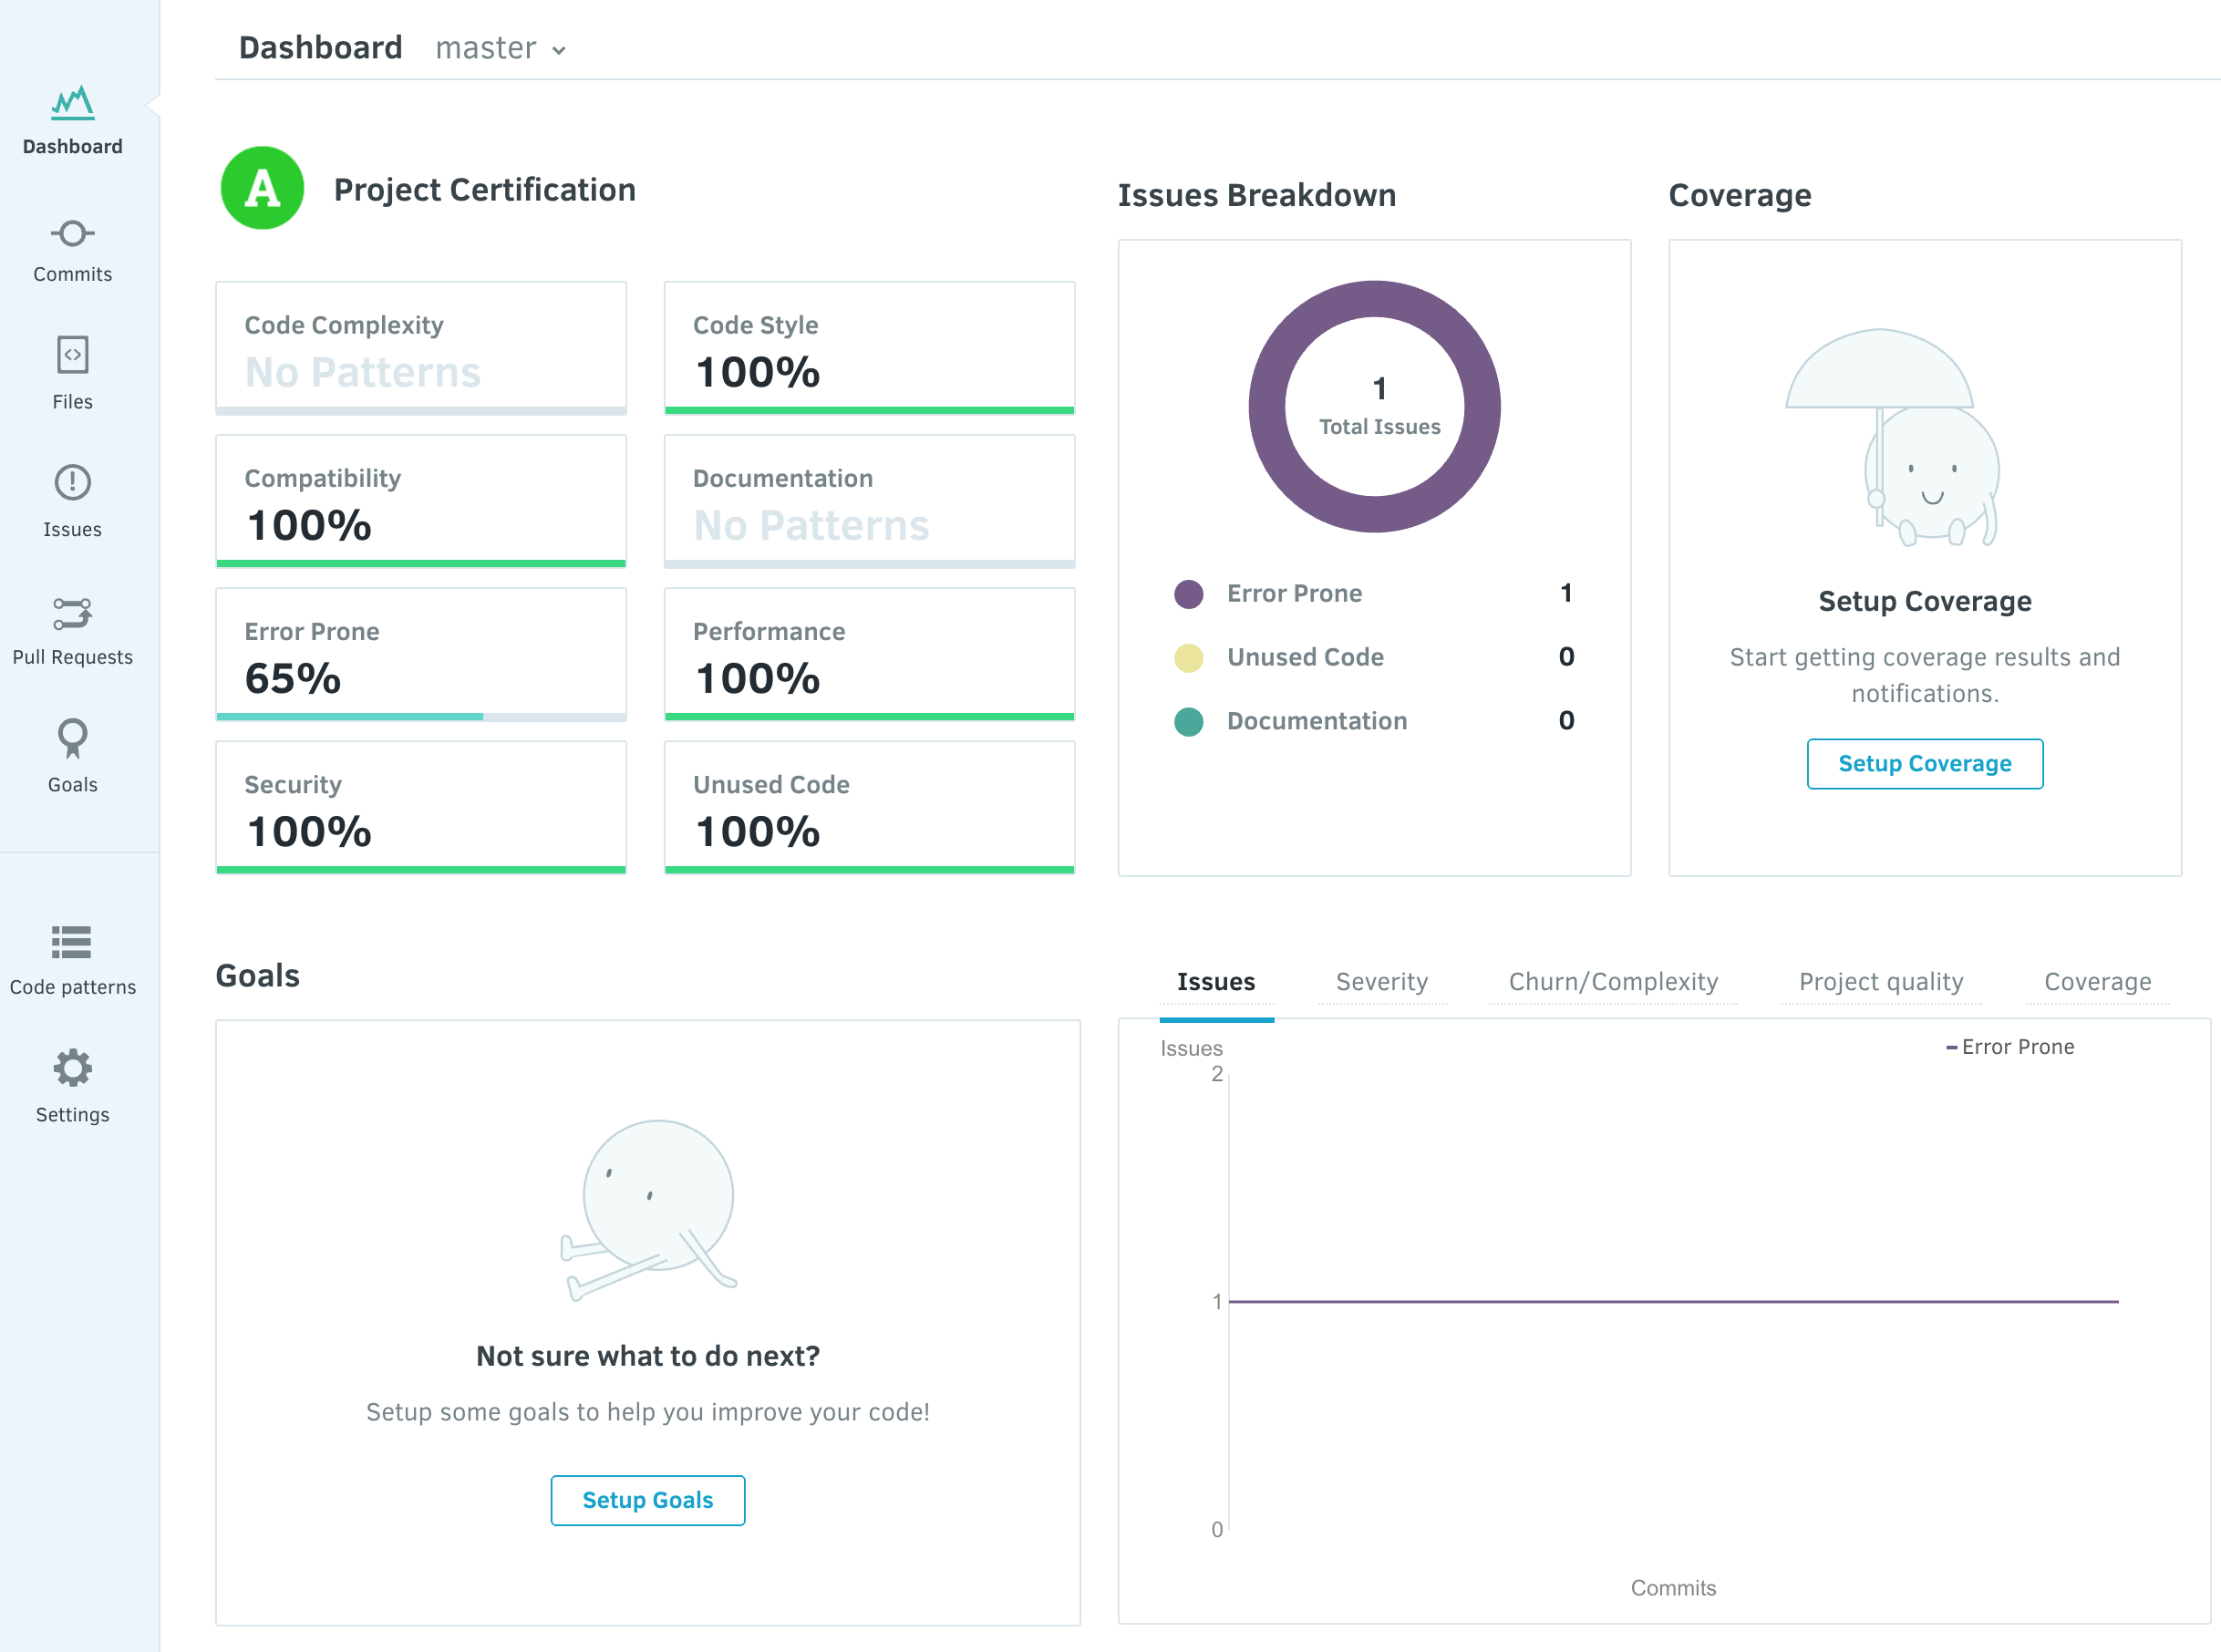 Dashboard master
Dashboard
Commits
Files
Issues
Pull Requests
Goals
Code patterns
Settings
A Project Certification
Code Complexity
No Patterns
Code Style
100%
Compatibility
100%
Documentation
No Patterns
Error Prone
65%
Performance
100%
Security
100%
Unused Code
100%
Issues Breakdown
1
Total Issues
Error Prone 1
Unused Code 0
Documentation 0
Coverage
Setup Coverage
Start getting coverage results and
notifications.
Setup Coverage
Goals
Not sure what to do next?
Setup some goals to help you improve your code!
Setup Goals
Issues Severity Churn/Complexity Project quality Coverage
Issues
Error Prone
2
1
0
Commits